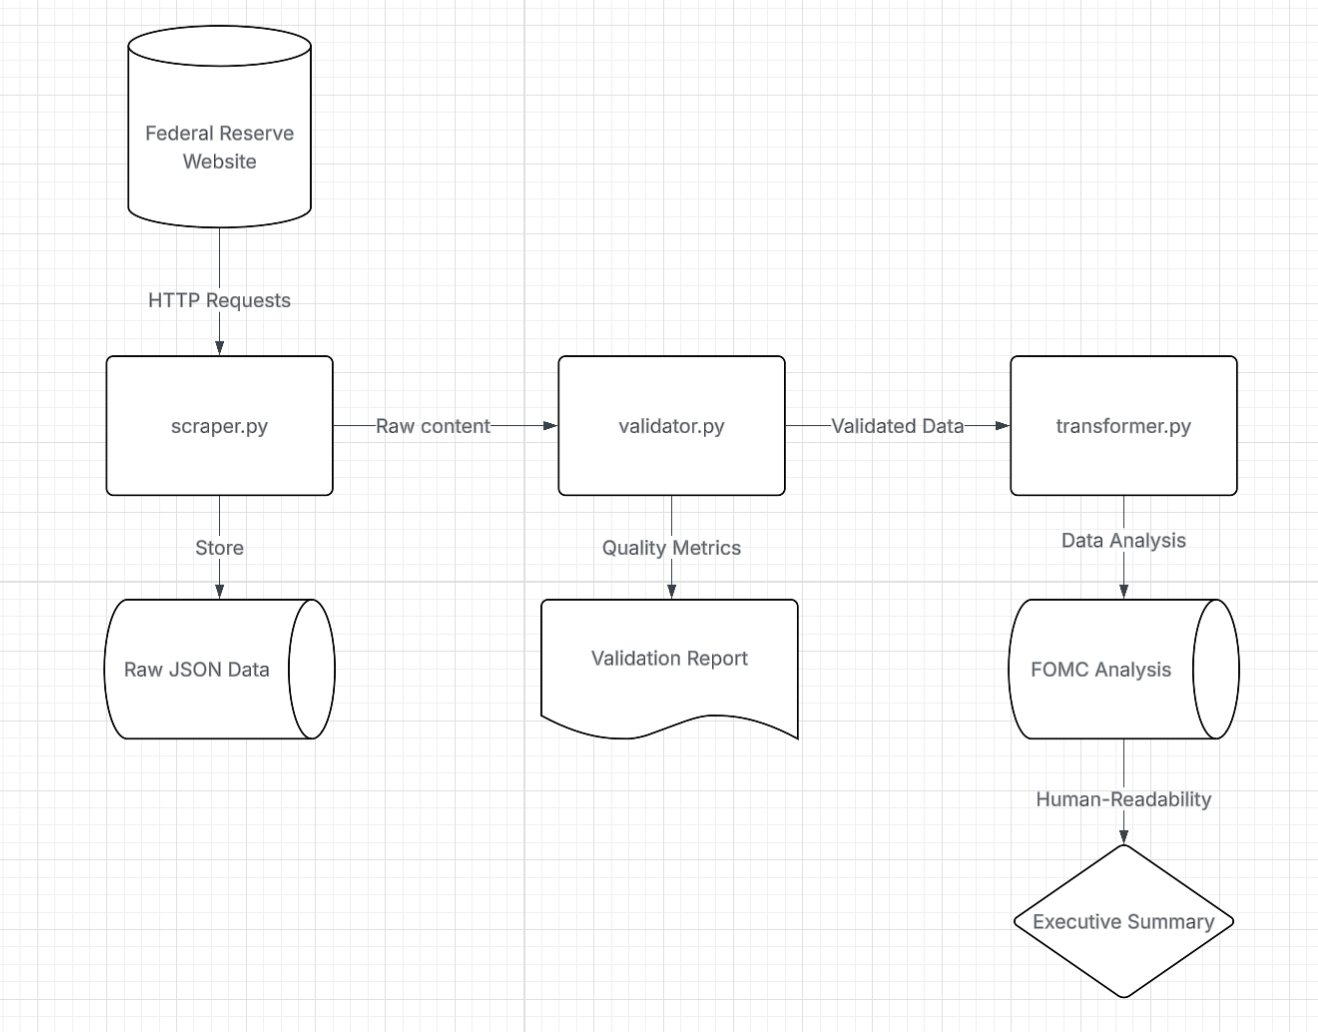 Federal Reserve
Website
HTTP Requests
scraper.py
Raw content
validator.py
Validated Data
transformer.py
Store
Quality Metrics
Data Analysis
Raw JSON Data
Validation Report
FOMC Analysis
Human-Readability
Executive Summary